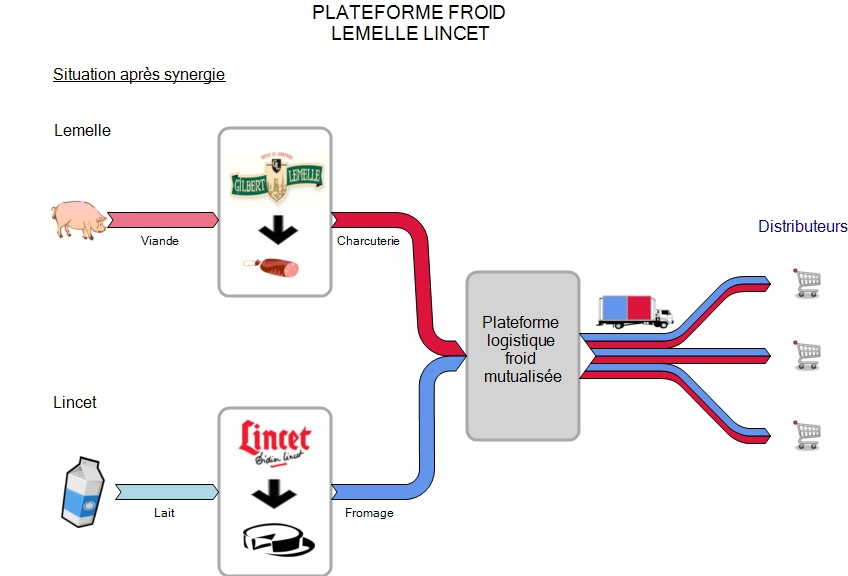 PLATEFORME FROID
LEMELLE LINCET
Situation après synergie
Lemelle
GILBERT LEMELLE
Viande
Charcuterie
Distributeurs
Plateforme
logistique
froid
mutualisée
Lincet
Lincet
Didier Lincet
Lait
Fromage